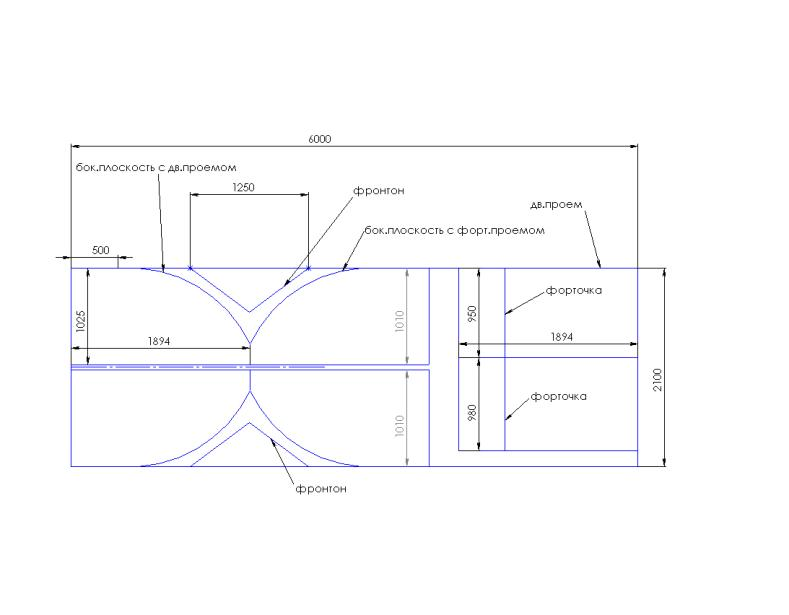 6000
бок.плоскость с дв.проемом
1250
фронтон
дв.проем
бок.плоскость с форт.проемом
500
форточка
1025
1010
950
1894
1894
2100
форточка
980
1010
фронтон